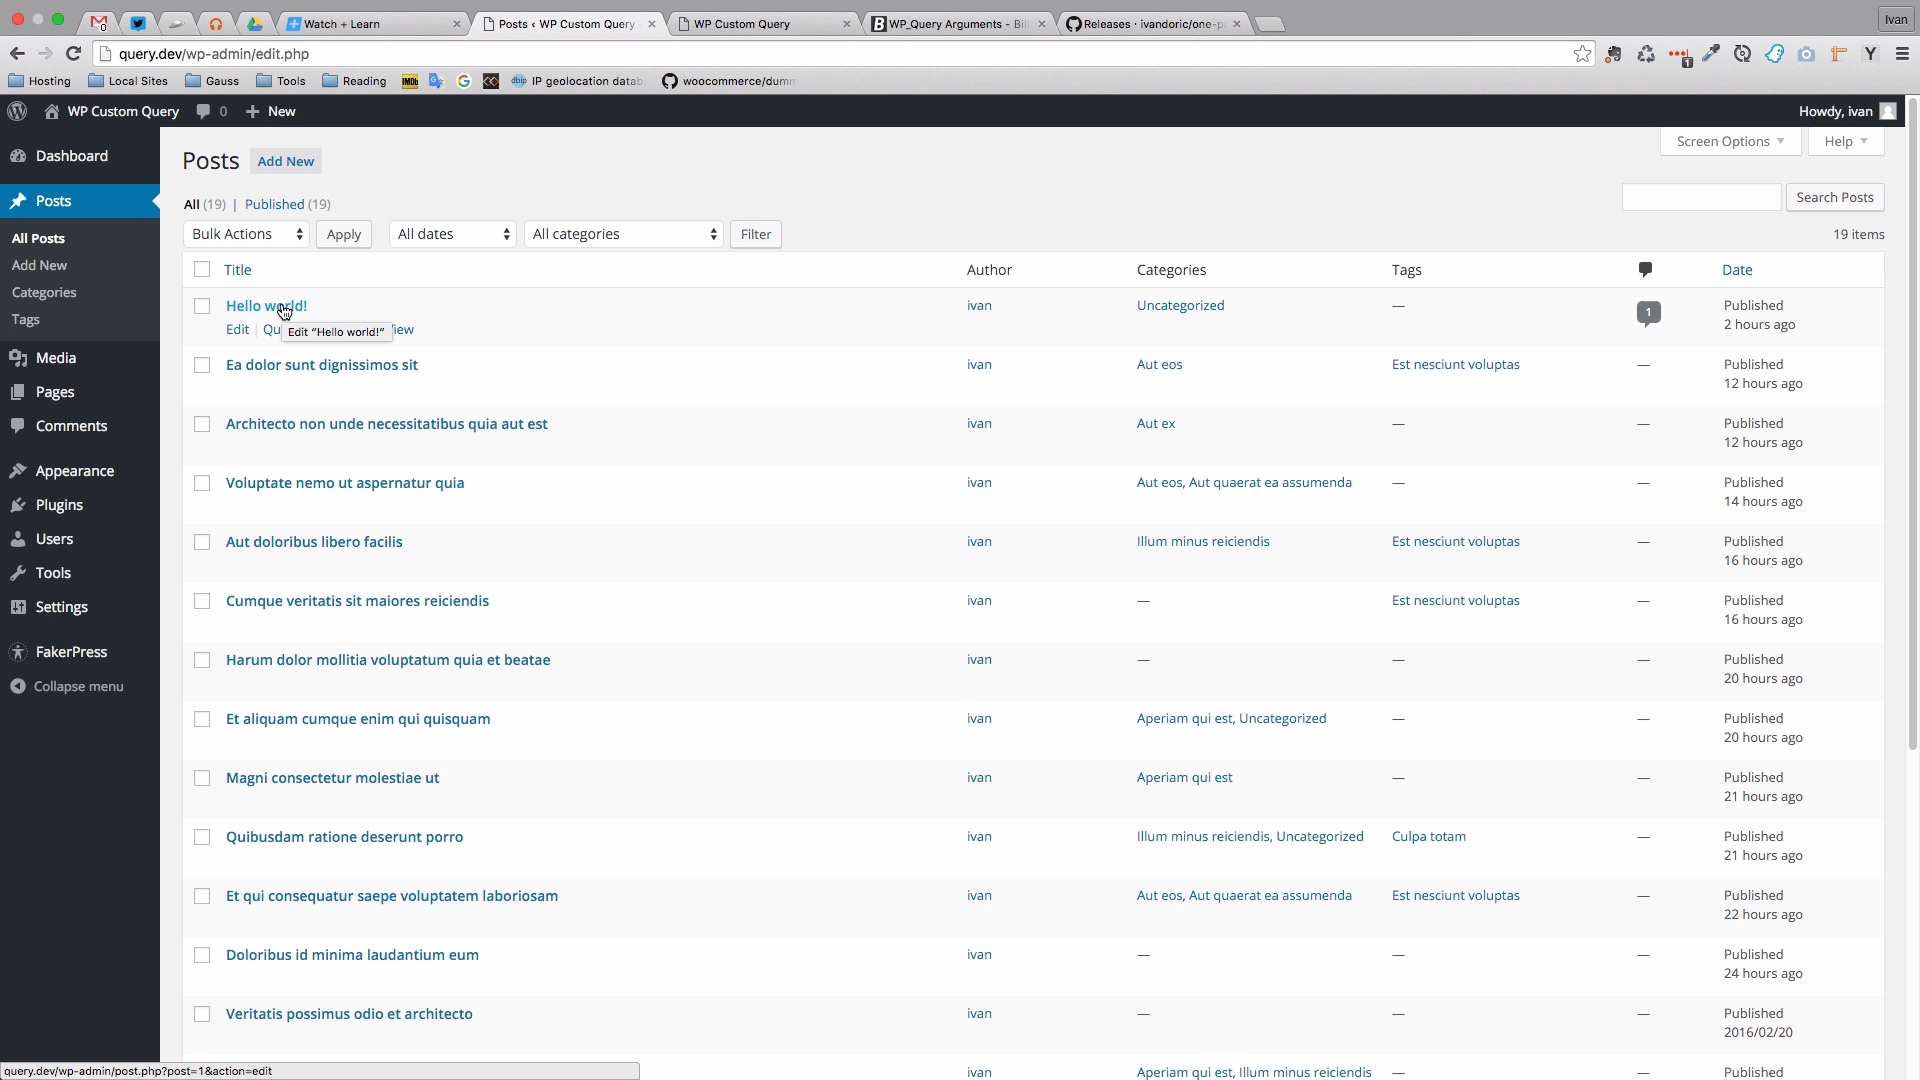 Watch + Learn
Posts ‹ WP Custom Query
WP Custom Query
WP_Query Arguments - Bil
Releases · ivandoric/one-p
Ivan
query.dev/wp-admin/edit.php
Hosting
Local Sites
Gauss
Tools
Reading
IMDb
IP geolocation datab
woocommerce/dumm
WP Custom Query
0
New
Howdy, ivan
Dashboard
Posts
All Posts
Add New
Categories
Tags
Media
Pages
Comments
Appearance
Plugins
Users
Tools
Settings
FakerPress
Collapse menu
Screen Options
Help
Posts
Add New
All (19) | Published (19)
Search Posts
Bulk Actions
Apply
All dates
All categories
Filter
19 items
Title
Author
Categories
Tags
Date
Hello world!
ivan
Uncategorized
—
1
Published
2 hours ago
Edit | Qu
Edit “Hello world!”
iew
Ea dolor sunt dignissimos sit
ivan
Aut eos
Est nesciunt voluptas
—
Published
12 hours ago
Architecto non unde necessitatibus quia aut est
ivan
Aut ex
—
—
Published
12 hours ago
Voluptate nemo ut aspernatur quia
ivan
Aut eos, Aut quaerat ea assumenda
—
—
Published
14 hours ago
Aut doloribus libero facilis
ivan
Illum minus reiciendis
Est nesciunt voluptas
—
Published
16 hours ago
Cumque veritatis sit maiores reiciendis
ivan
—
Est nesciunt voluptas
—
Published
16 hours ago
Harum dolor mollitia voluptatum quia et beatae
ivan
—
—
—
Published
20 hours ago
Et aliquam cumque enim qui quisquam
ivan
Aperiam qui est, Uncategorized
—
—
Published
20 hours ago
Magni consectetur molestiae ut
ivan
Aperiam qui est
—
—
Published
21 hours ago
Quibusdam ratione deserunt porro
ivan
Illum minus reiciendis, Uncategorized
Culpa totam
—
Published
21 hours ago
Et qui consequatur saepe voluptatem laboriosam
ivan
Aut eos, Aut quaerat ea assumenda
Est nesciunt voluptas
—
Published
22 hours ago
Doloribus id minima laudantium eum
ivan
—
—
—
Published
24 hours ago
Veritatis possimus odio et architecto
ivan
—
—
—
Published
2016/02/20
ivan
Aperiam qui est, Illum minus reiciendis
—
—
Published
query.dev/wp-admin/post.php?post=1&action=edit